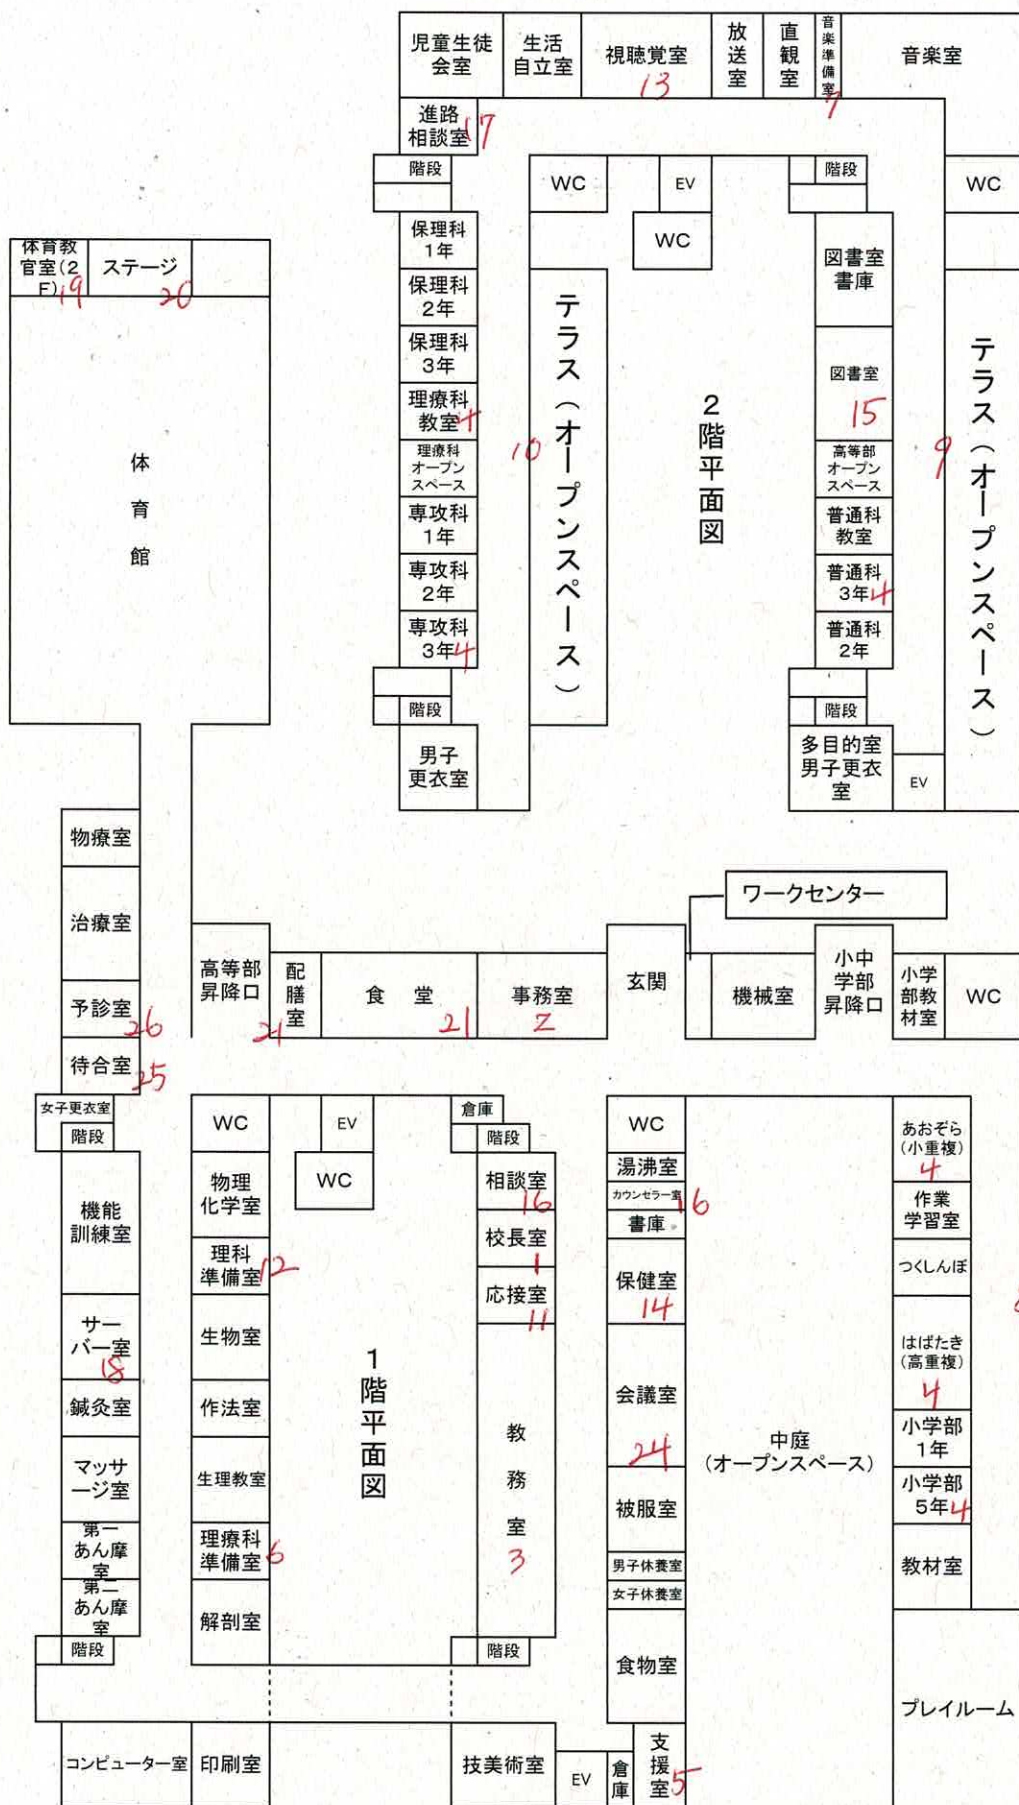 児童生徒
会室
生活
自立室
視聴覚室
13
放送室
直観室
音楽準備室
7
音楽室
進路
相談室
17
階段
WC
EV
階段
WC
WC
保理科
1年
図書室
書庫
体育教
官室(2
F)
19
ステージ
20
保理科
2年
保理科
3年
テラス(オープンスペース)
10
2階平面図
図書室
15
テラス(オープンスペース)
9
理療科
教室
4
理療科
オープン
スペース
高等部
オープン
スペース
体育館
専攻科
1年
普通科
教室
専攻科
2年
普通科
3年
4
専攻科
3年
4
普通科
2年
階段
階段
男子
更衣室
多目的室
男子更衣
室
EV
物療室
ワークセンター
治療室
高等部
昇降口
配膳室
21
食 堂
21
事務室
2
玄関
機械室
小中
学部
昇降口
小学
部教
材室
WC
予診室
26
待合室
25
女子更衣室
階段
WC
EV
倉庫
階段
WC
あおぞら
(小重複)
4
WC
湯沸室
物理
化学室
相談室
16
カウンセラー室
16
作業
学習室
機能
訓練室
校長室
1
書庫
理科
準備室
12
応接室
11
保健室
14
つくしんぼ
サー
バー室
18
生物室
1階平面図
はばたき
(高重複)
4
鍼灸室
作法室
会議室
24
中庭
(オープンスペース)
小学部
1年
マッサ
ージ室
生理教室
教務室
3
被服室
小学部
5年
4
第一
あん摩
室
理療科
準備室
6
男子休養室
教材室
第二
あん摩
室
解剖室
女子休養室
階段
階段
食物室
プレイルーム
コンピューター室
印刷室
技美術室
EV
倉庫
支援室
5